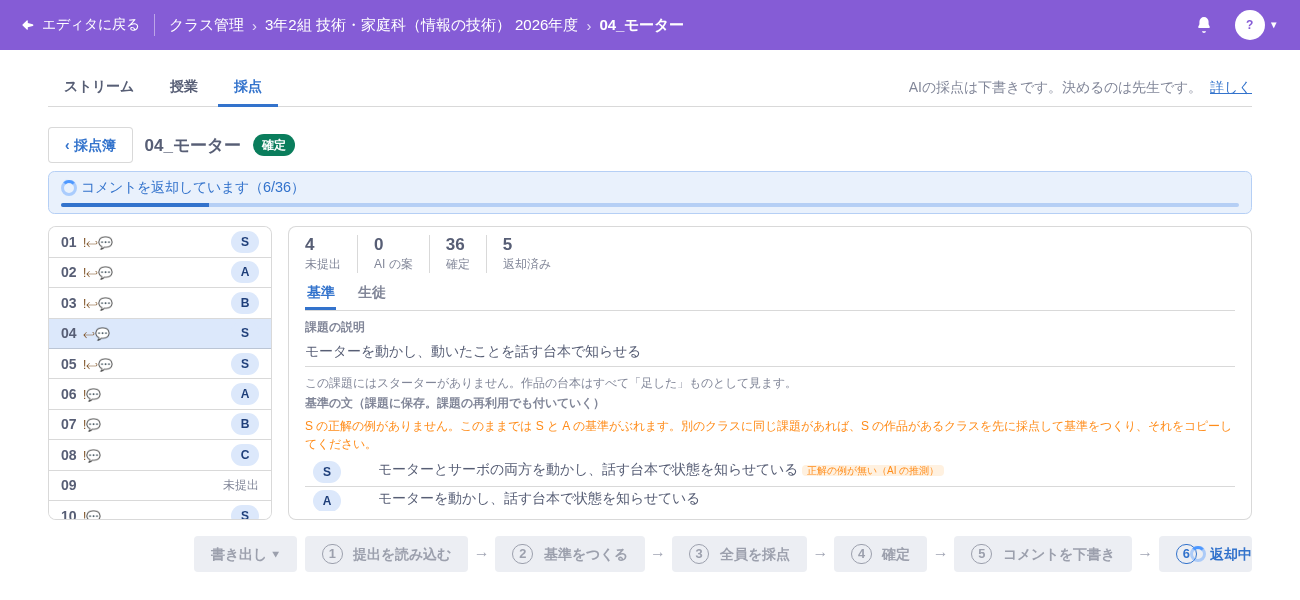 エディタに戻る クラス管理 › 3年2組 技術・家庭科（情報の技術） 2026年度 › 04_モーター ? ▾
ストリーム 授業 採点 AIの採点は下書きです。決めるのは先生です。 詳しく
‹ 採点簿 04_モーター 確定
コメントを返却しています（6/36）
01 !↩💬 S
02 !↩💬 A
03 !↩💬 B
04 ↩💬 S
05 !↩💬 S
06 !💬 A
07 !💬 B
08 !💬 C
09 未提出
10 !💬 S
4 0 36 5
未提出 AI の案 確定 返却済み
基準 生徒
課題の説明
モーターを動かし、動いたことを話す台本で知らせる
この課題にはスターターがありません。作品の台本はすべて「足した」ものとして見ます。
基準の文（課題に保存。課題の再利用でも付いていく）
S の正解の例がありません。このままでは S と A の基準がぶれます。別のクラスに同じ課題があれば、S の作品があるクラスを先に採点して基準をつくり、それをコピーし
てください。
S モーターとサーボの両方を動かし、話す台本で状態を知らせている 正解の例が無い（AI の推測）
A モーターを動かし、話す台本で状態を知らせている
書き出し ▾ 1 提出を読み込む → 2 基準をつくる → 3 全員を採点 → 4 確定 → 5 コメントを下書き → 6 返却中